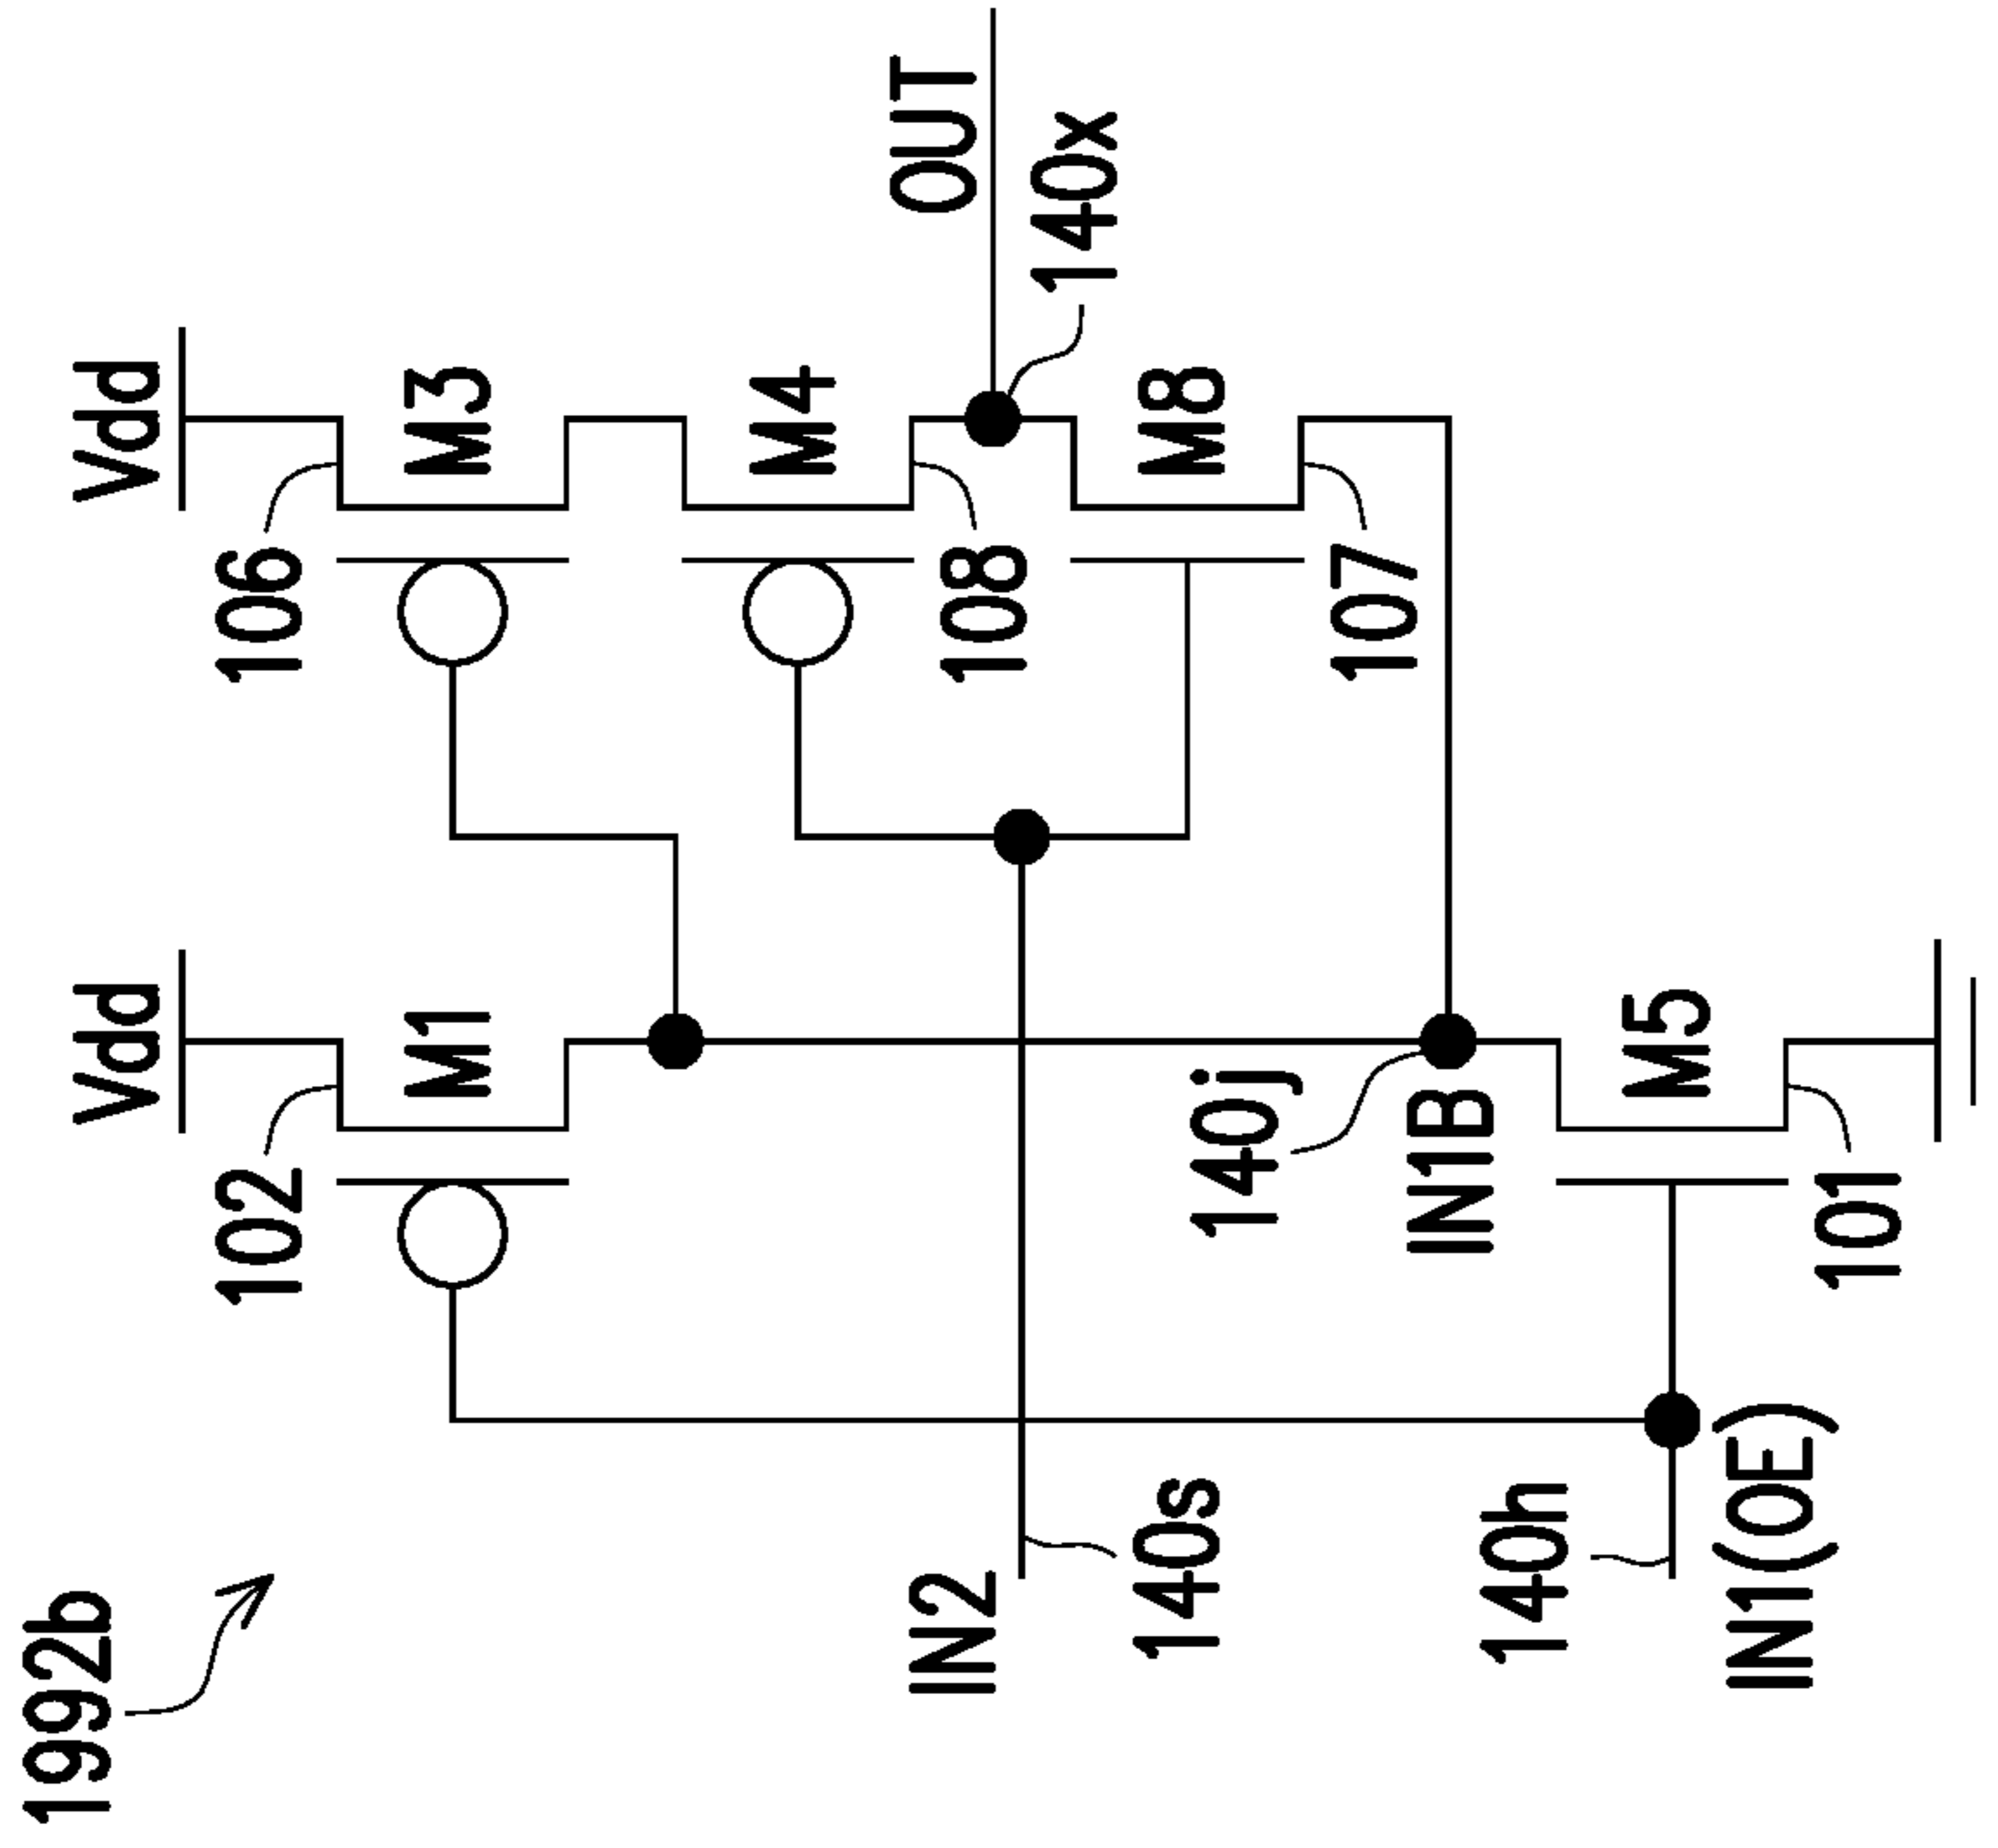 1992b
Vdd
Vdd
102
M1
106
M3
M4
108
OUT
140x
M8
107
IN2
140s
140j
IN1B
M5
101
140h
IN1(OE)